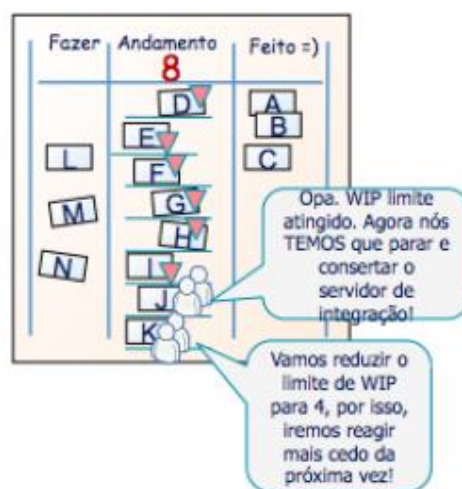 Fazer
Andamento
Feito =)
8
D
A
E
B
L
F
C
M
G
H
N
I
J
K
Opa. WIP limite
atingido. Agora nós
TEMOS que parar e
consertar o
servidor de
integração!
Vamos reduzir o
limite de WIP
para 4, por isso,
iremos reagir
mais cedo da
próxima vez!